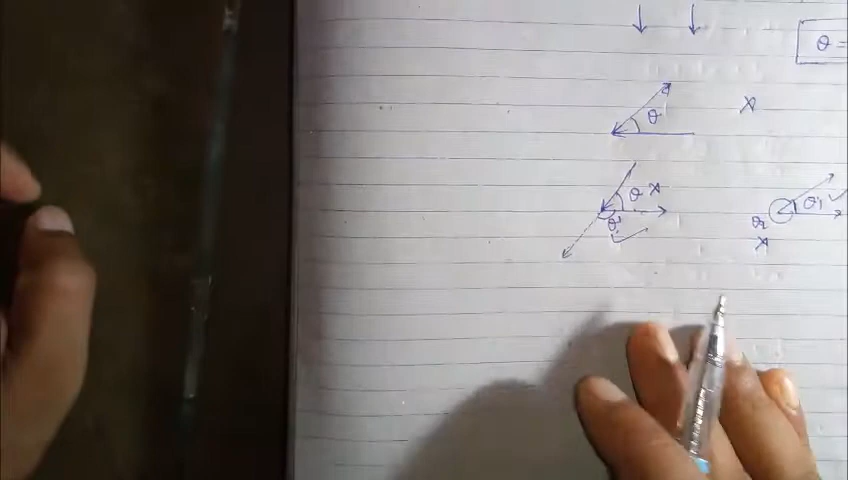 θ =
θ ×
θ × θ₁ ✓
θ' ✓ θ₂
×